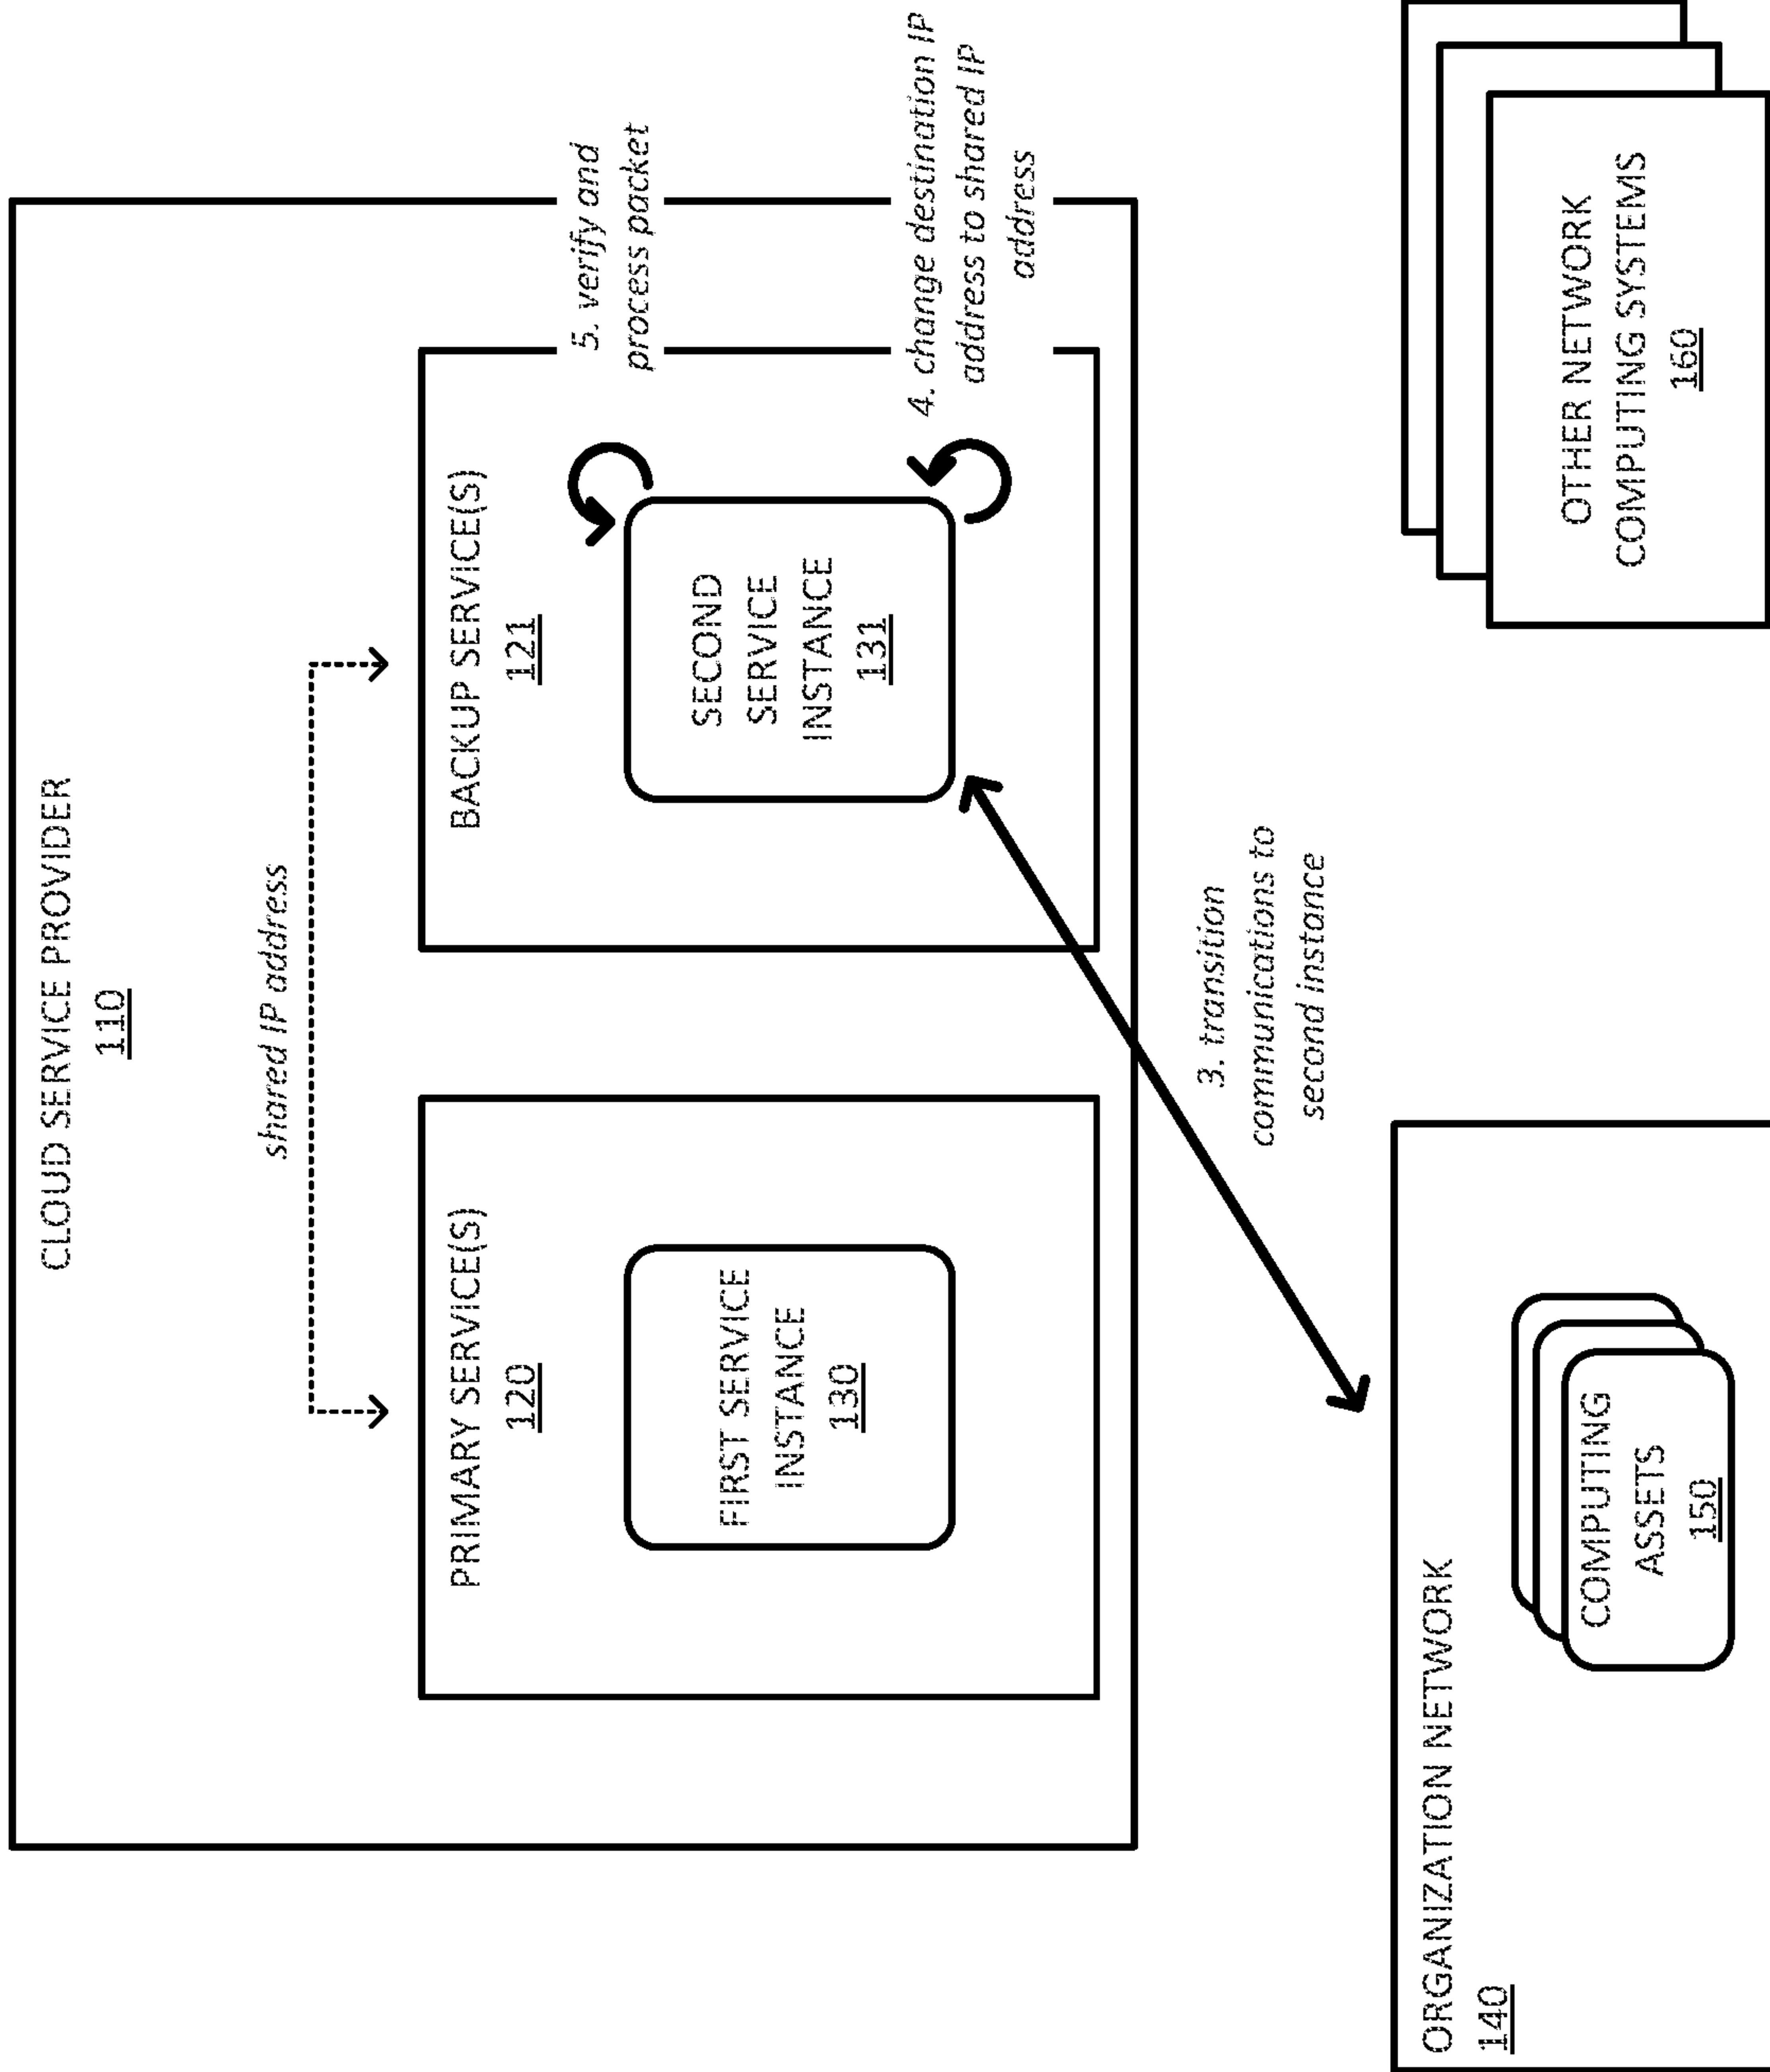 CLOUD SERVICE PROVIDER
110
shared IP address
PRIMARY SERVICE(S)
120
FIRST SERVICE
INSTANCE
130
BACKUP SERVICE(S)
121
SECOND
SERVICE
INSTANCE
131
5. verify and
process packet
4. change destination IP
address to shared IP
address
3. transition
communications to
second instance
ORGANIZATION NETWORK
140
COMPUTING
ASSETS
150
OTHER NETWORK
COMPUTING SYSTEMS
160